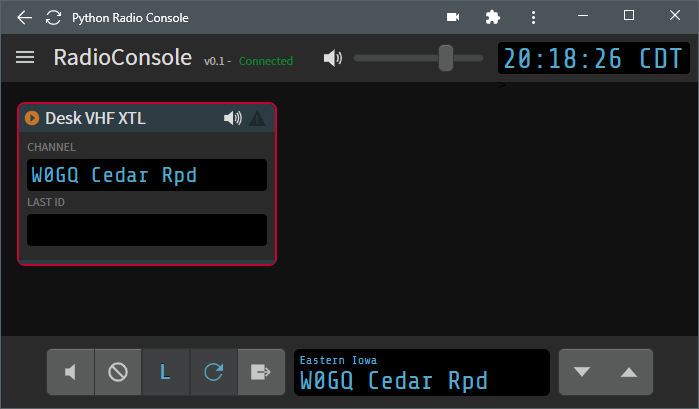 Python Radio Console
RadioConsole v0.1 - Connected
20:18:26 CDT
>
Desk VHF XTL
CHANNEL
W0GQ Cedar Rpd
LAST ID
L
Eastern Iowa
W0GQ Cedar Rpd